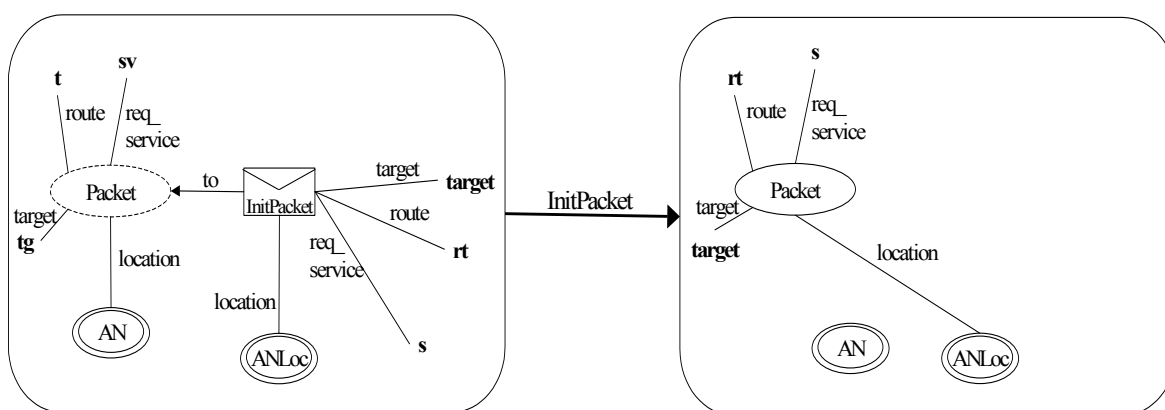 sv
t
route
req_
service
Packet
to
InitPacket
target
target
route
rt
target
tg
location
req_
service
location
s
AN
ANLoc
InitPacket
s
rt
route
req_
service
Packet
target
target
location
AN
ANLoc